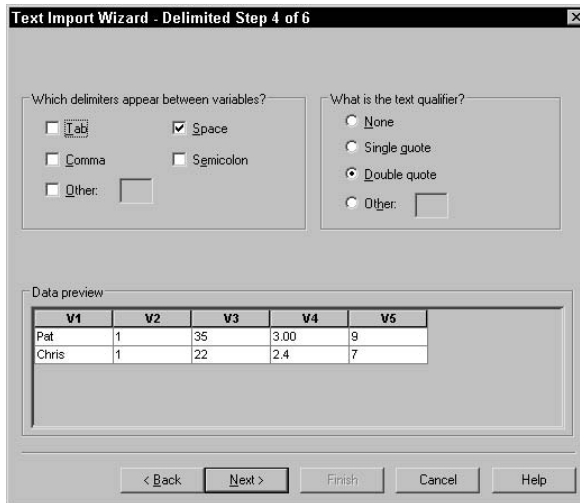 Text Import Wizard - Delimited Step 4 of 6
Which delimiters appear between variables?
Tab
Space
Comma
Semicolon
Other:
What is the text qualifier?
None
Single quote
Double quote
Other:
Data preview
V1 V2 V3 V4 V5
Pat 1 35 3.00 9
Chris 1 22 2.4 7
< Back Next > Finish Cancel Help